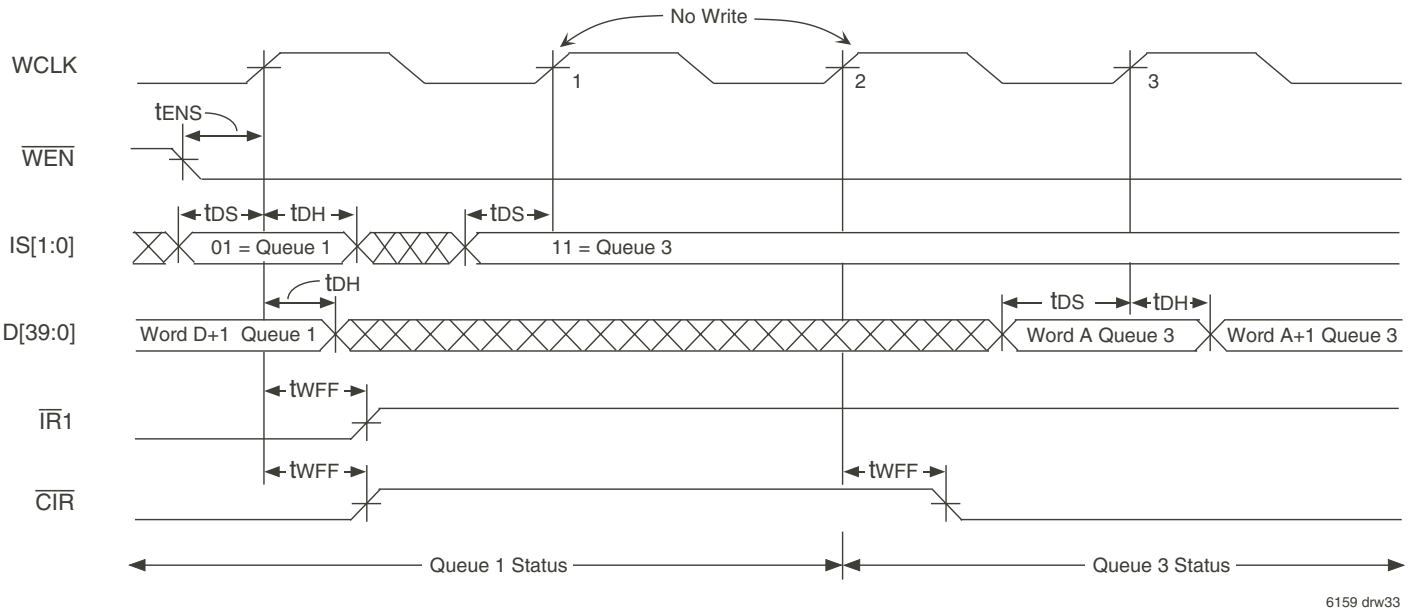 No Write
WCLK
1
2
3
tENS
WEN
tDS
tDH
tDS
IS[1:0]
01 = Queue 1
11 = Queue 3
tDH
tDS
tDH
D[39:0]
Word D+1 Queue 1
Word A Queue 3
Word A+1 Queue 3
tWFF
IR1
tWFF
tWFF
CIR
Queue 1 Status
Queue 3 Status
6159 drw33